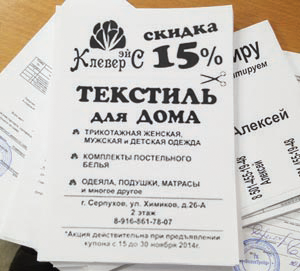 эйс
Клевер
скидка
15%
ТЕКСТИЛЬ
для ДОМА
ТРИКОТАЖНАЯ ЖЕНСКАЯ,
МУЖСКАЯ и ДЕТСКАЯ ОДЕЖДА
КОМПЛЕКТЫ ПОСТЕЛЬНОГО
БЕЛЬЯ
ОДЕЯЛА, ПОДУШКИ, МАТРАСЫ
и многое другое
г. Серпухов, ул. Химиков, д.26-А
2 этаж
8-916-861-78-07
*Акция действительна при предъявлении
купона с 15 до 30 ноября 2014г.
Алексей
Алексей